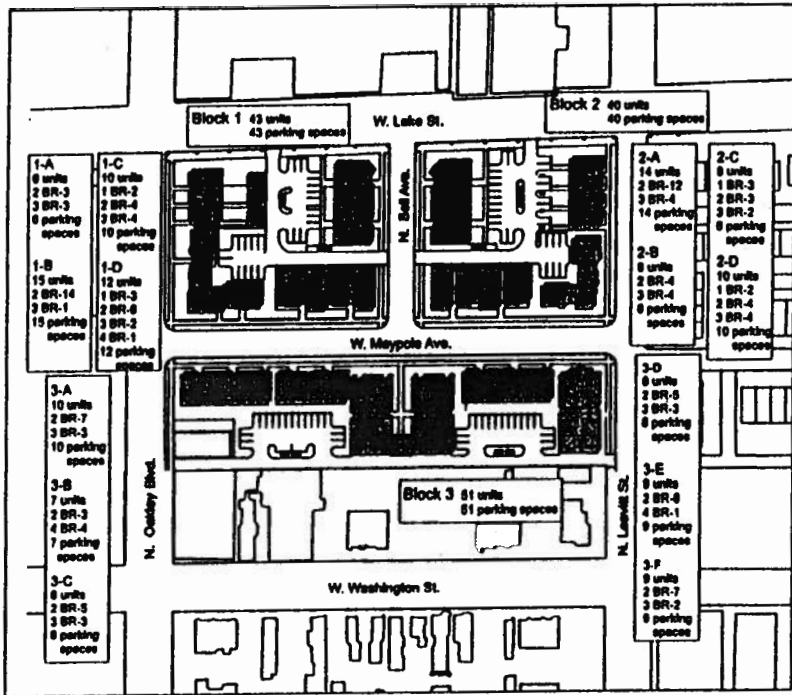 Block 1 43 units
43 parking spaces
W. Lake St.
Block 2 40 units
40 parking spaces
1-A
6 units
2 BR-3
3 BR-3
6 parking
spaces
1-B
15 units
2 BR-14
3 BR-1
15 parking
spaces
1-C
10 units
1 BR-2
2 BR-4
3 BR-4
10 parking
spaces
1-D
12 units
1 BR-3
2 BR-6
3 BR-2
4 BR-1
12 parking
spaces
N. Bell Ave.
2-A
14 units
2 BR-12
3 BR-4
14 parking
spaces
2-B
8 units
2 BR-4
3 BR-4
8 parking
spaces
2-C
8 units
1 BR-3
2 BR-3
3 BR-2
8 parking
spaces
2-D
10 units
1 BR-2
2 BR-4
3 BR-4
10 parking
spaces
W. Maypole Ave.
3-A
10 units
2 BR-7
3 BR-3
10 parking
spaces
3-B
7 units
2 BR-3
4 BR-4
7 parking
spaces
3-C
8 units
2 BR-5
3 BR-3
8 parking
spaces
N. Oakley Blvd.
Block 3 51 units
51 parking spaces
N. Leavitt St.
3-D
8 units
2 BR-5
3 BR-3
8 parking
spaces
3-E
9 units
2 BR-8
4 BR-1
9 parking
spaces
3-F
9 units
2 BR-7
3 BR-2
9 parking
spaces
W. Washington St.